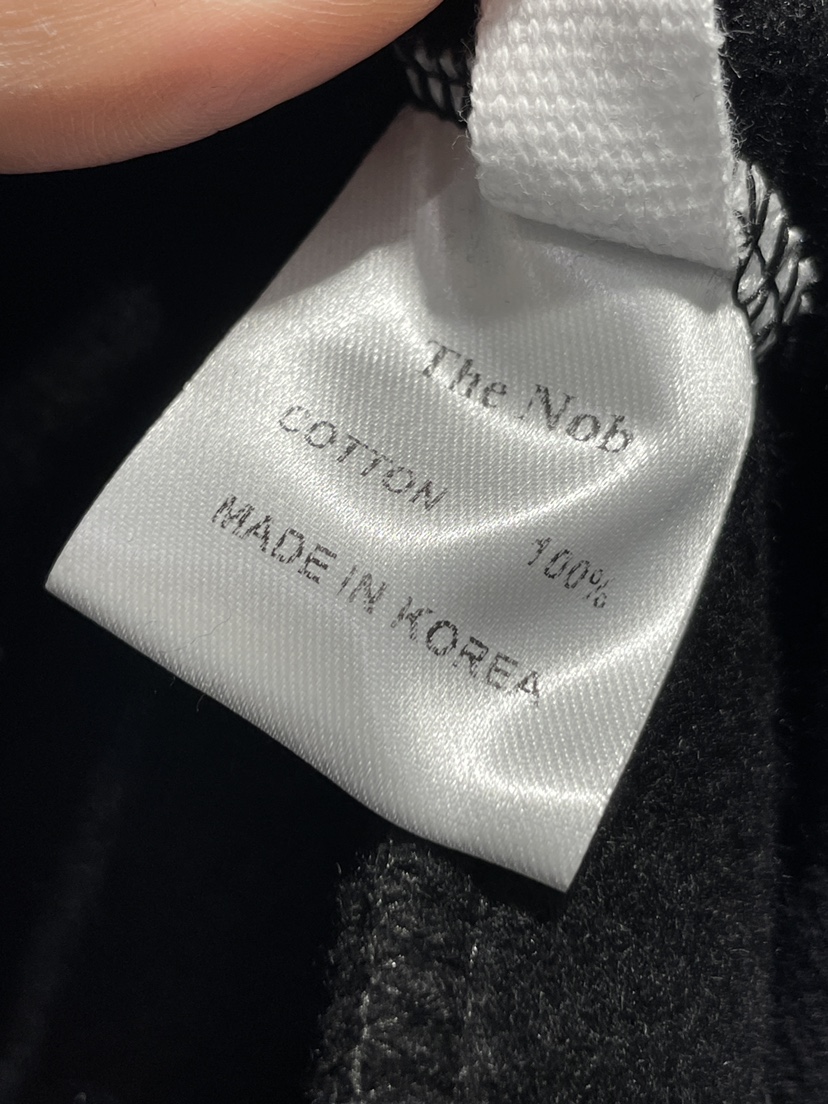 The Nob
COTTON 100%
MADE IN KOREA